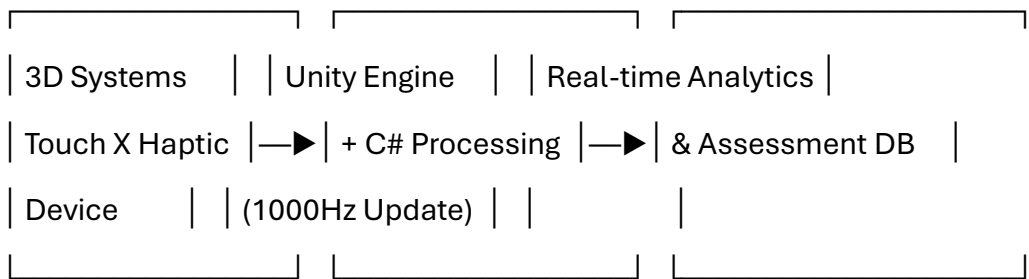 ┌─────────────────┐ ┌──────────────────┐ ┌─────────────────────┐
│ 3D Systems │ │ Unity Engine │ │ Real-time Analytics │
│ Touch X Haptic │─►│ + C# Processing │─►│ & Assessment DB │
│ Device │ │ (1000Hz Update) │ │ │
└─────────────────┘ └──────────────────┘ └─────────────────────┘